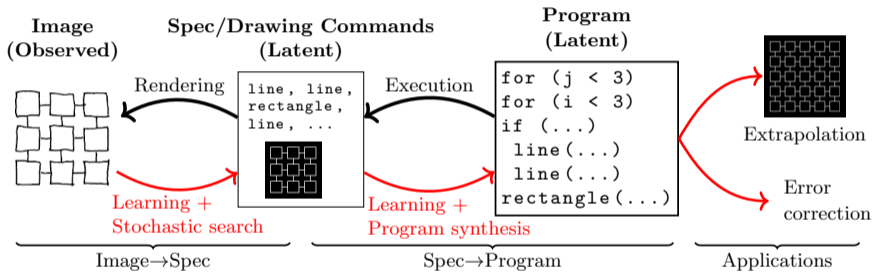 Image
(Observed)
Spec/Drawing Commands
(Latent)
Program
(Latent)
Rendering
line, line,
rectangle,
line, ...
Execution
for (j < 3)
for (i < 3)
if (...)
line(...)
line(...)
rectangle(...)
Extrapolation
Error
correction
Learning +
Stochastic search
Learning +
Program synthesis
Image→Spec
Spec→Program
Applications